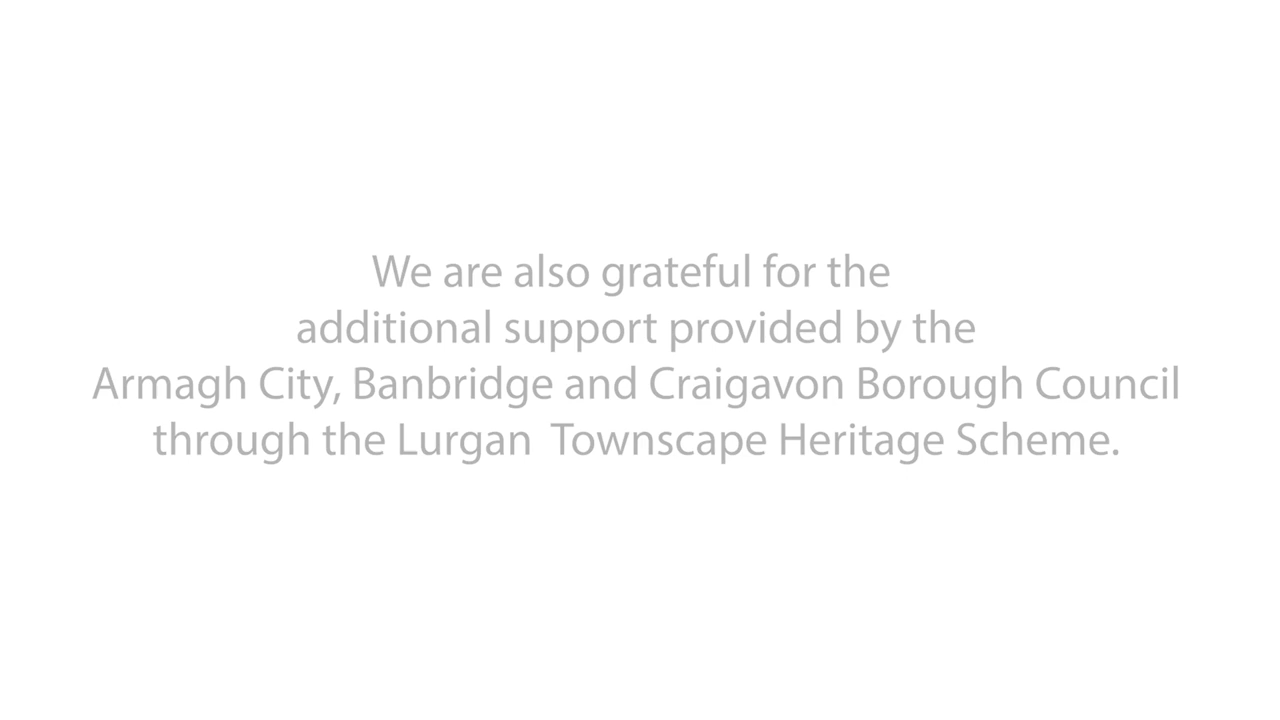 We are also grateful for the
additional support provided by the
Armagh City, Banbridge and Craigavon Borough Council
through the Lurgan  Townscape Heritage Scheme.